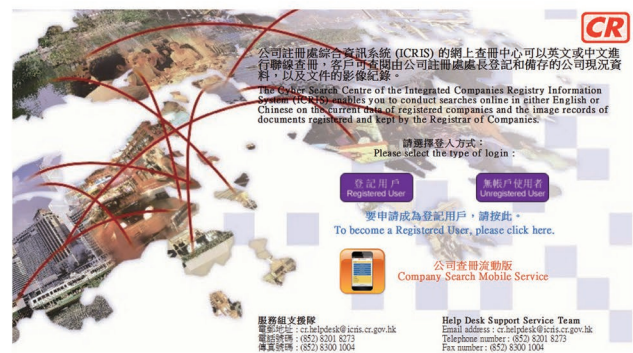 CR
公司註冊處綜合資訊系統 (ICRIS) 的網上查冊中心可以英文或中文進
行聯線查冊，客戶可查閱由公司註冊處處長登記和備存的公司現況資
料，以及文件的影像紀錄。
The Cyber Search Centre of the Integrated Companies Registry Information
System (ICRIS) enables you to conduct searches online in either English or
Chinese on the current data of registered companies and the image records of
documents registered and kept by the Registrar of Companies.
請選擇登入方式：
Please select the type of login :
登記用戶
Registered User
無帳戶使用者
Unregistered User
要申請成為登記用戶，請按此。
To become a Registered User, please click here.
公司查冊流動版
Company Search Mobile Service
服務組支援隊
電郵地址 : cr.helpdesk@icris.cr.gov.hk
電話號碼 : (852) 8201 8273
傳真號碼 : (852) 8300 1004
Help Desk Support Service Team
Email address : cr.helpdesk@icris.cr.gov.hk
Telephone number : (852) 8201 8273
Fax number : (852) 8300 1004